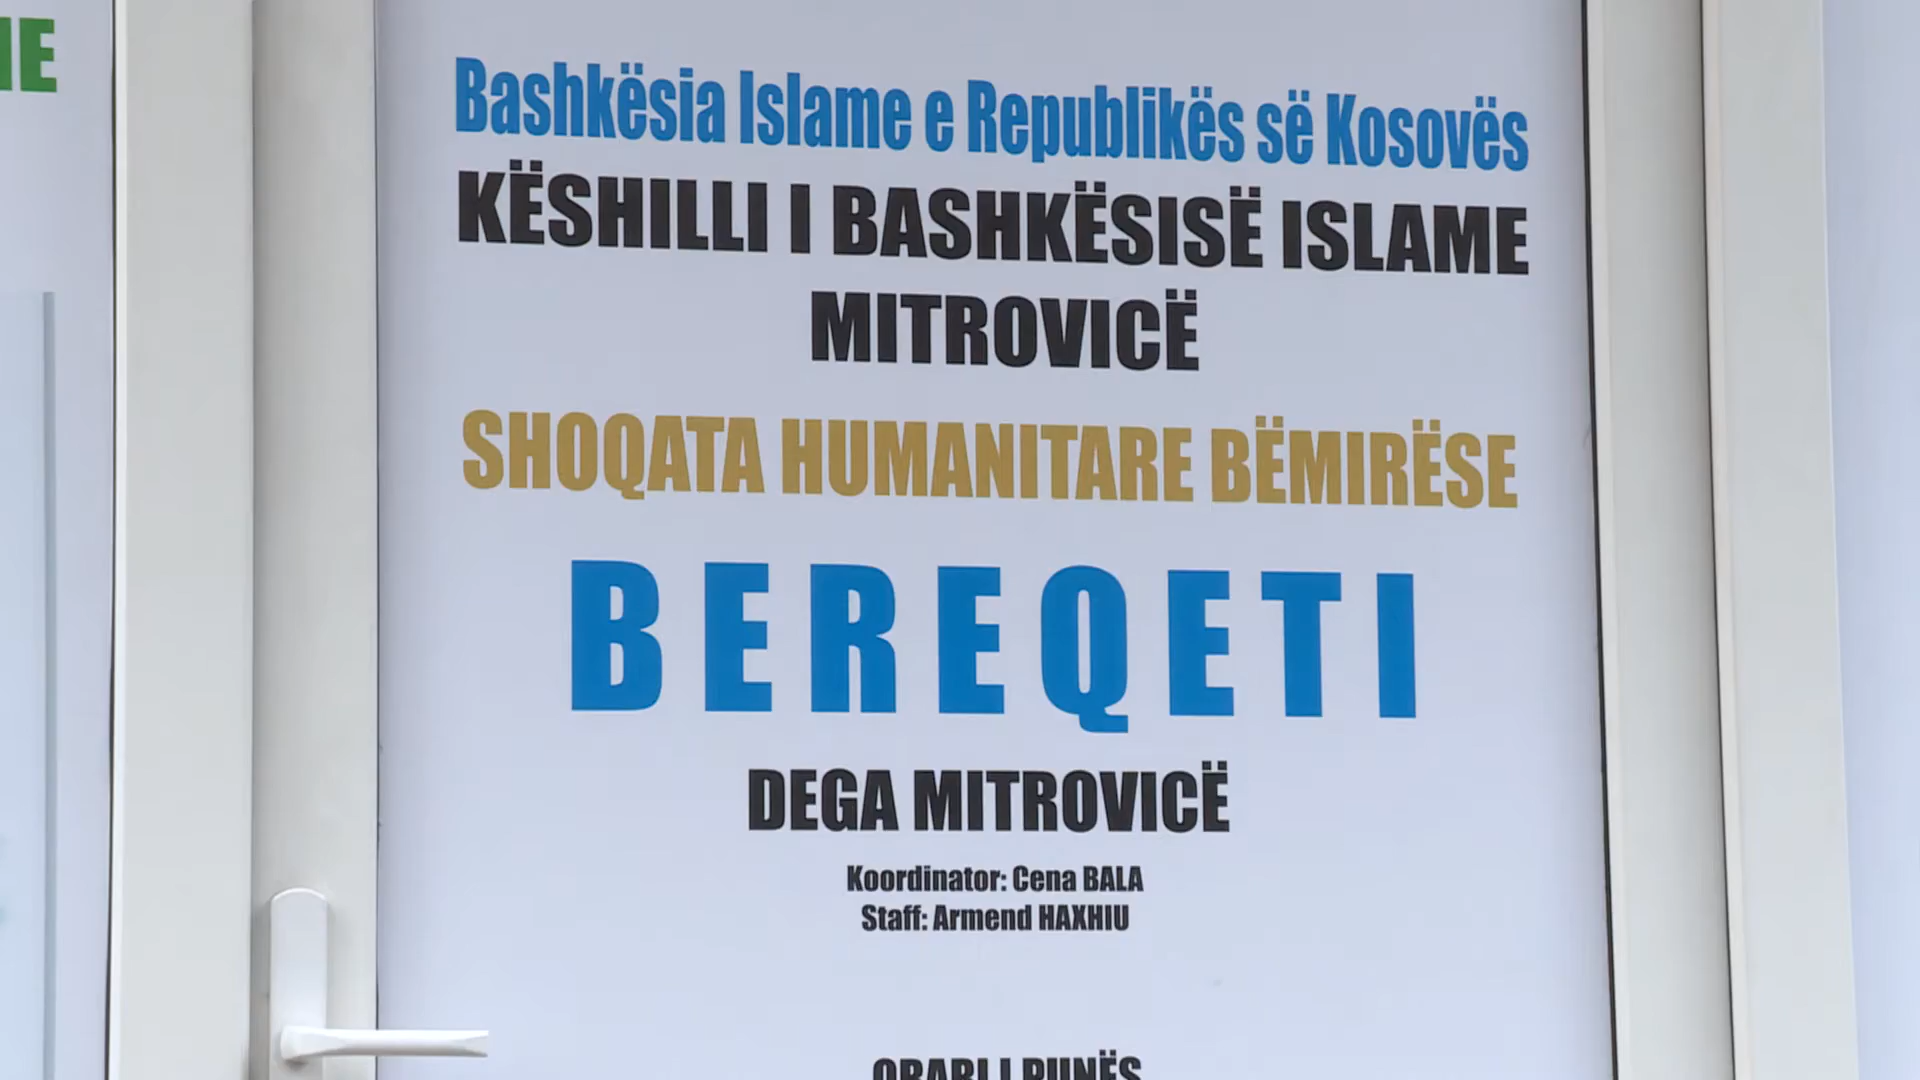 Bashkësia Islame e Republikës së Kosovës
KËSHILLI I BASHKËSISË ISLAME
MITROVICË
SHOQATA HUMANITARE BËMIRËSE
BEREQETI
DEGA MITROVICË
Koordinator: Cena BALA
Staff: Armend HAXHIU
ORARI I PUNËS